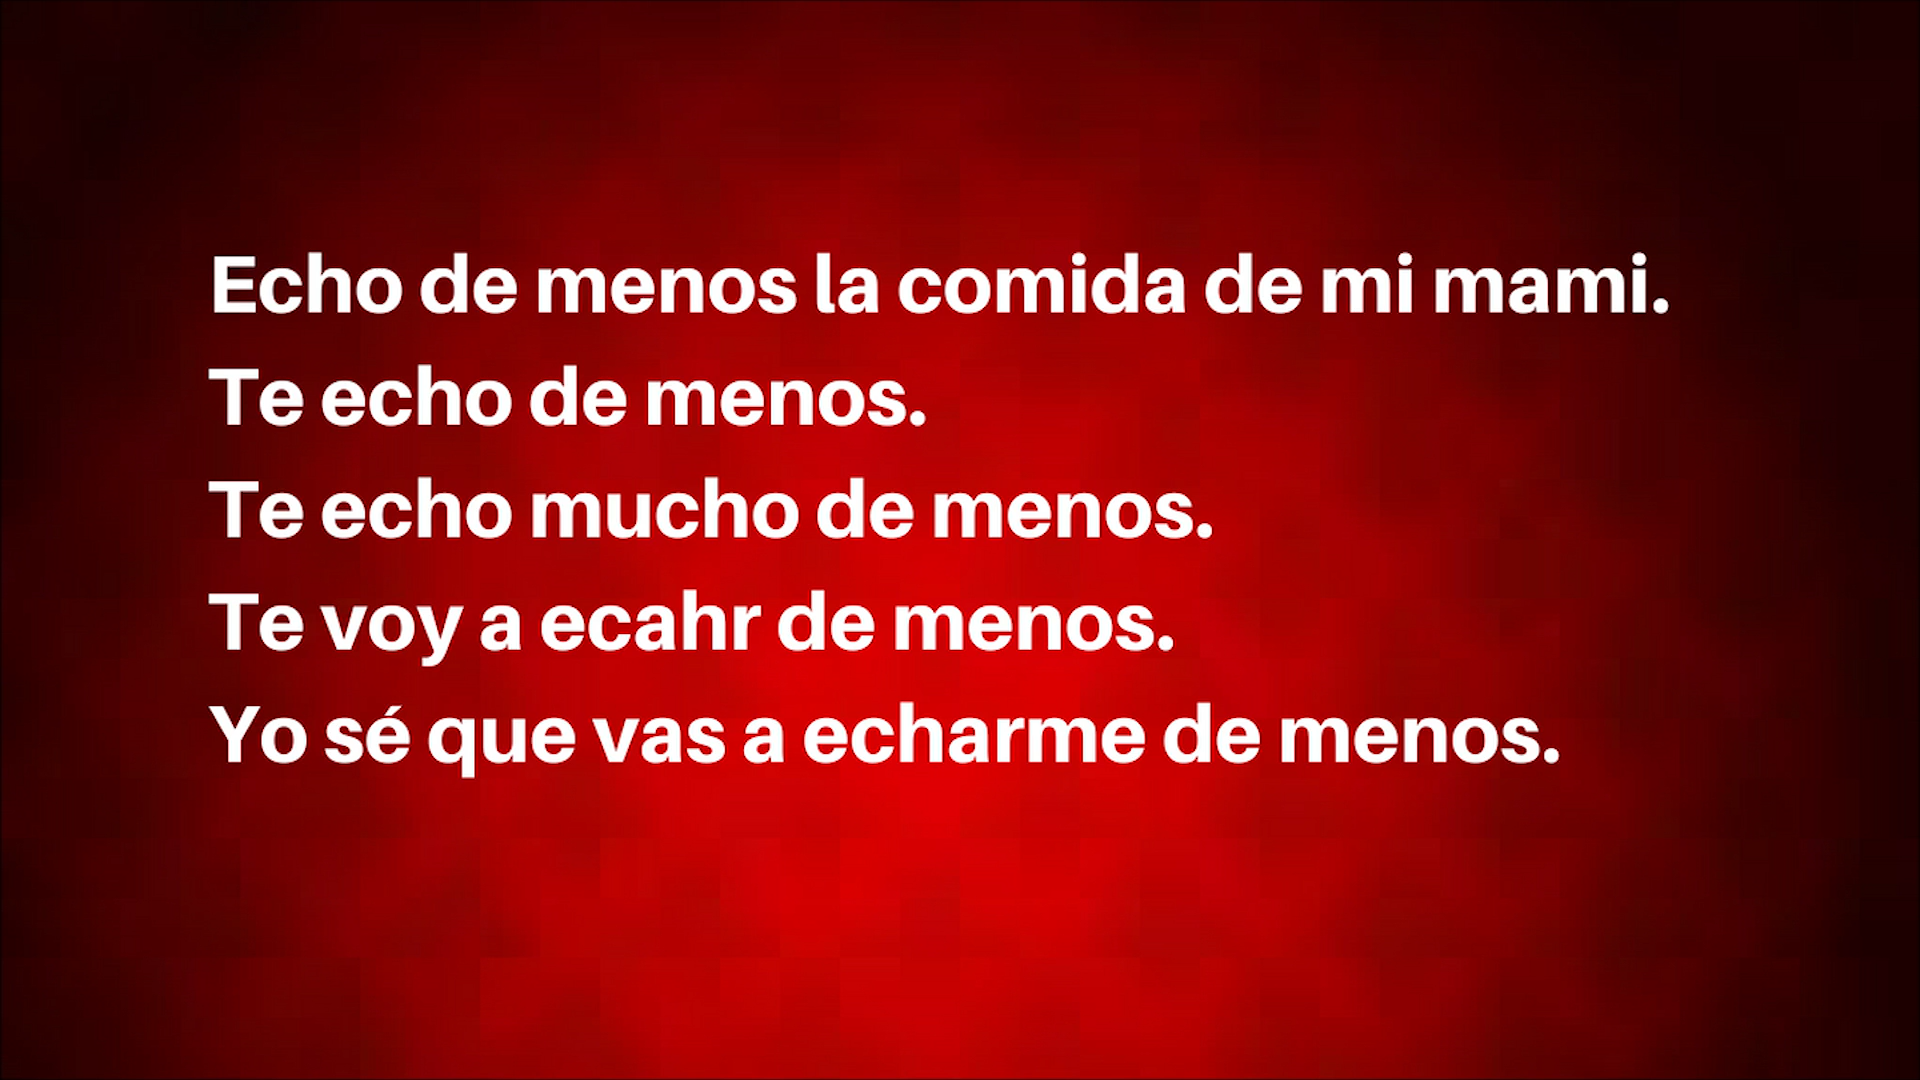 Echo de menos la comida de mi mami.
Te echo de menos.
Te echo mucho de menos.
Te voy a ecahr de menos.
Yo sé que vas a echarme de menos.